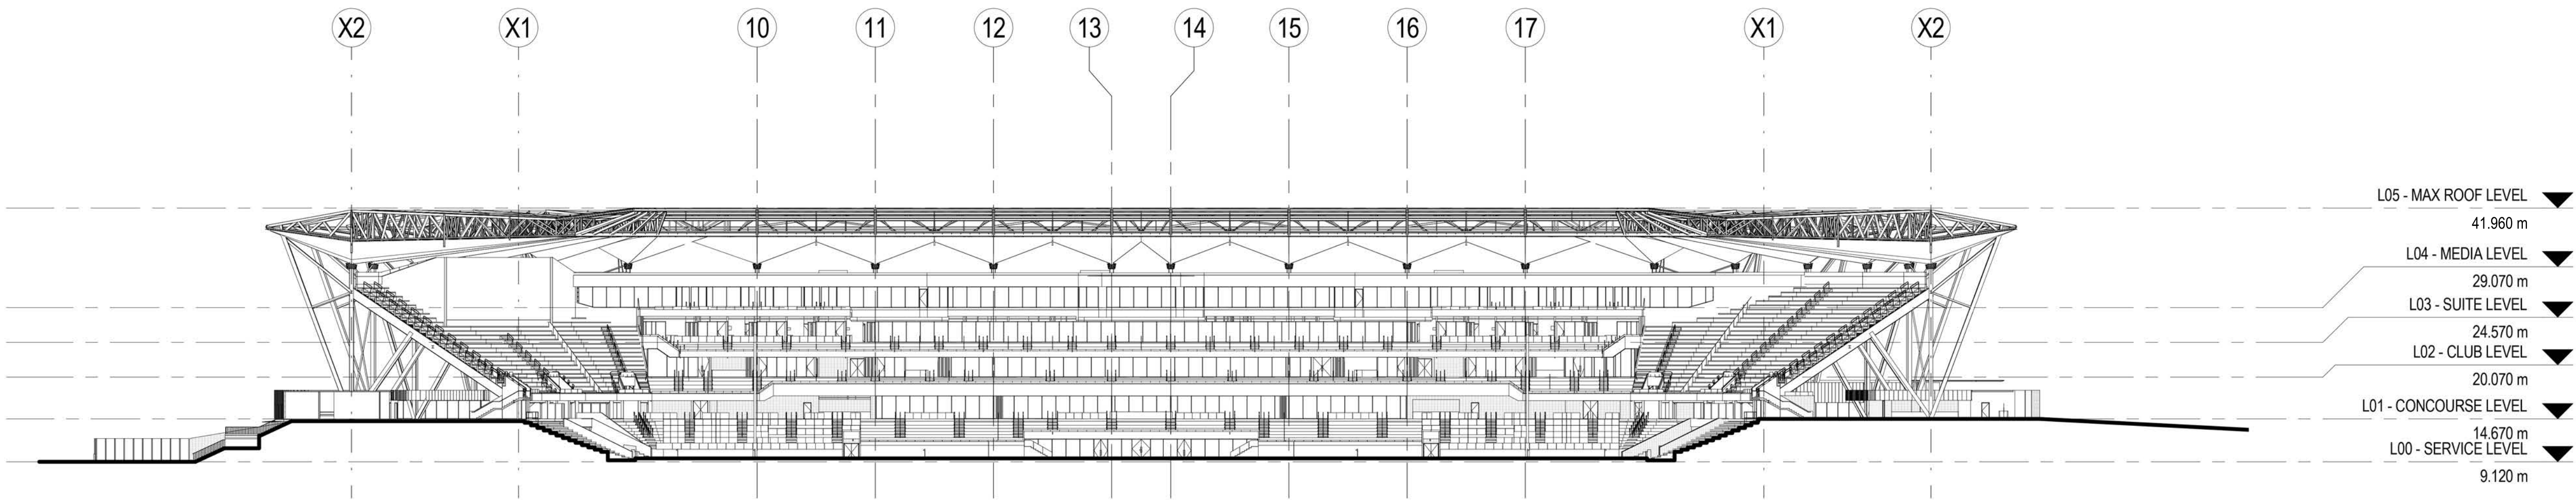 X2 X1 10 11 12 13 14 15 16 17 X1 X2
L05 - MAX ROOF LEVEL
41.960 m
L04 - MEDIA LEVEL
29.070 m
L03 - SUITE LEVEL
24.570 m
L02 - CLUB LEVEL
20.070 m
L01 - CONCOURSE LEVEL
14.670 m
L00 - SERVICE LEVEL
9.120 m